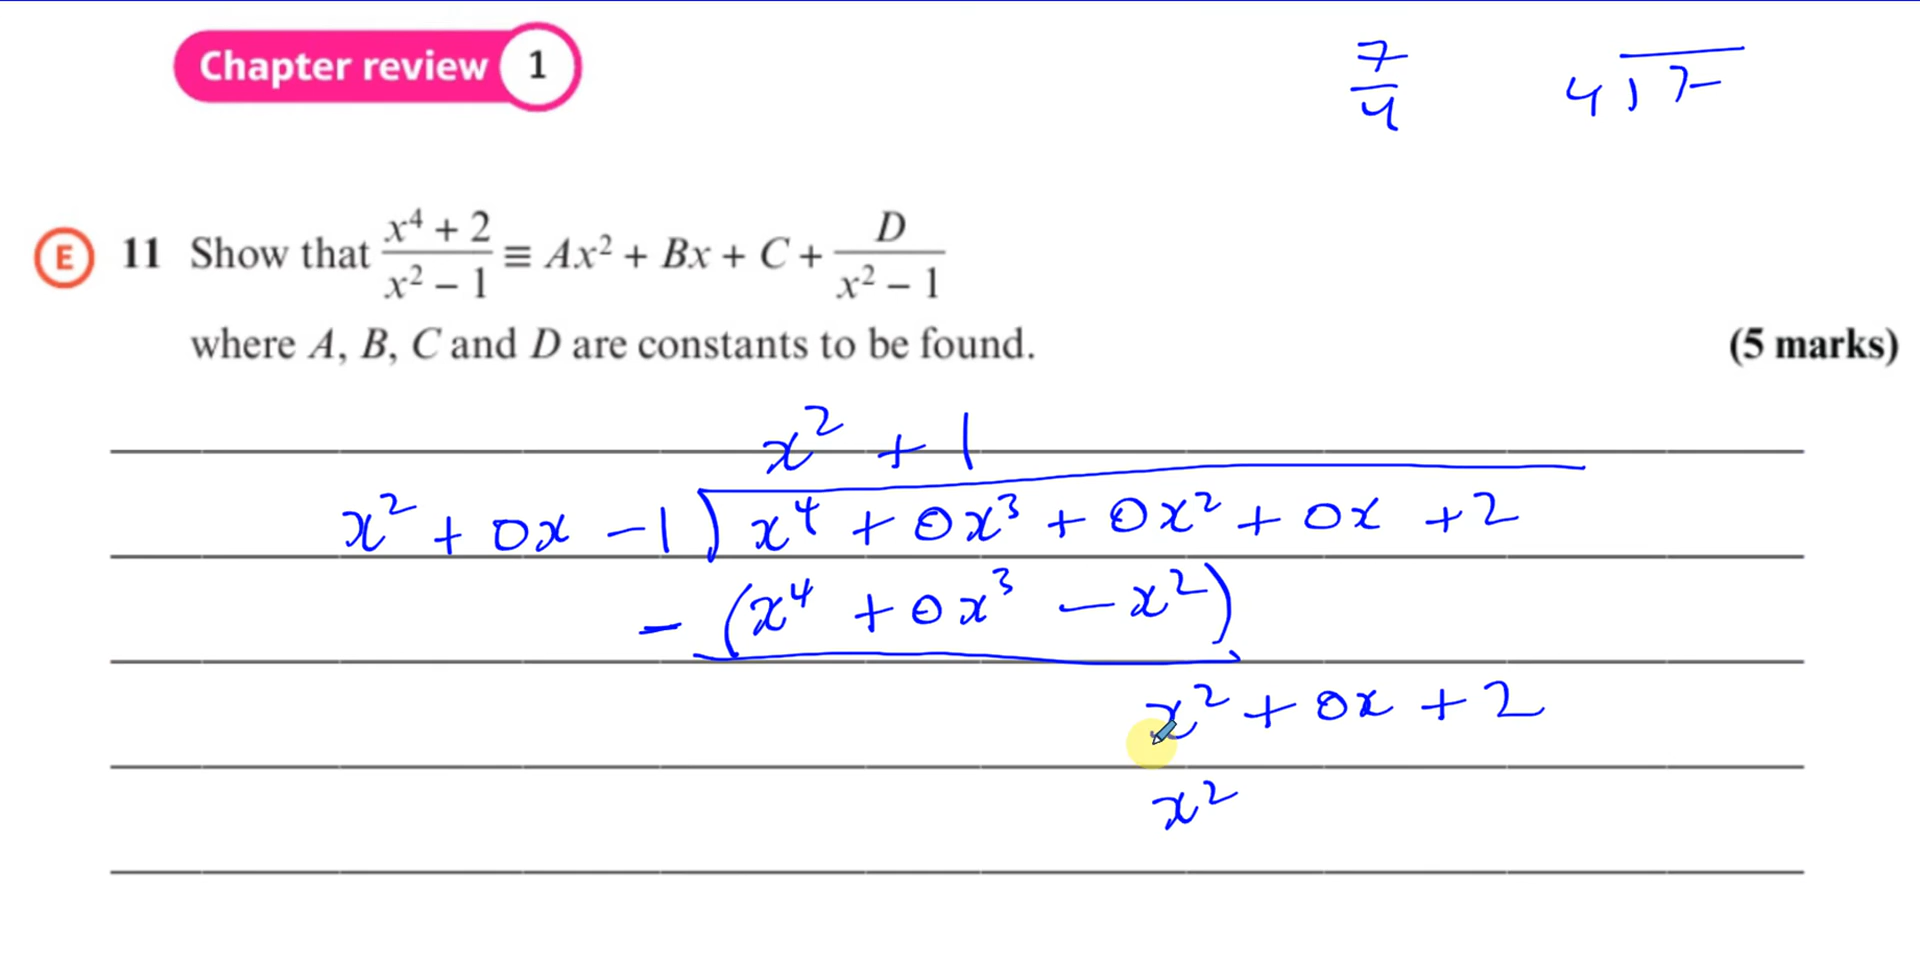 Chapter review 1
7/4 4)7
E 11 Show that (x⁴ + 2)/(x² − 1) ≡ Ax² + Bx + C + D/(x² − 1)
where A, B, C and D are constants to be found.
(5 marks)
x² + 1
x² + 0x − 1 ) x⁴ + 0x³ + 0x² + 0x + 2
− (x⁴ + 0x³ − x²)
x² + 0x + 2
x²